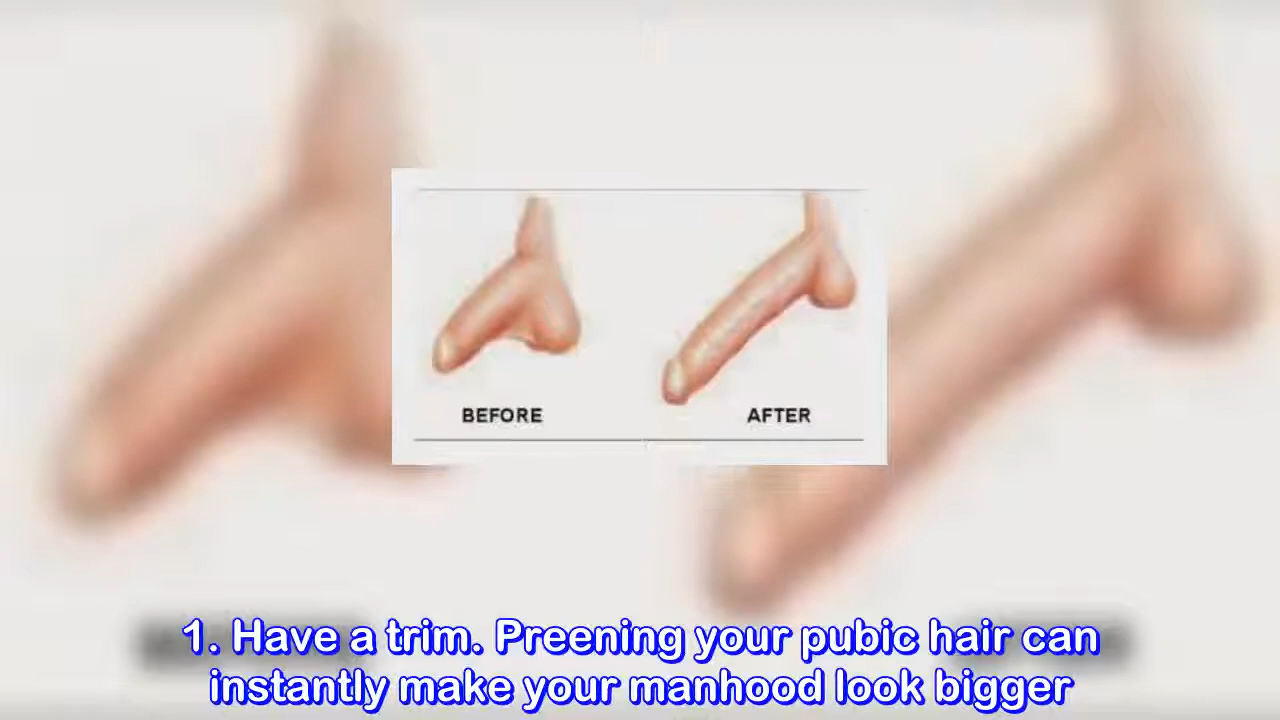 BEFORE
AFTER
1. Have a trim. Preening your pubic hair can
instantly make your manhood look bigger